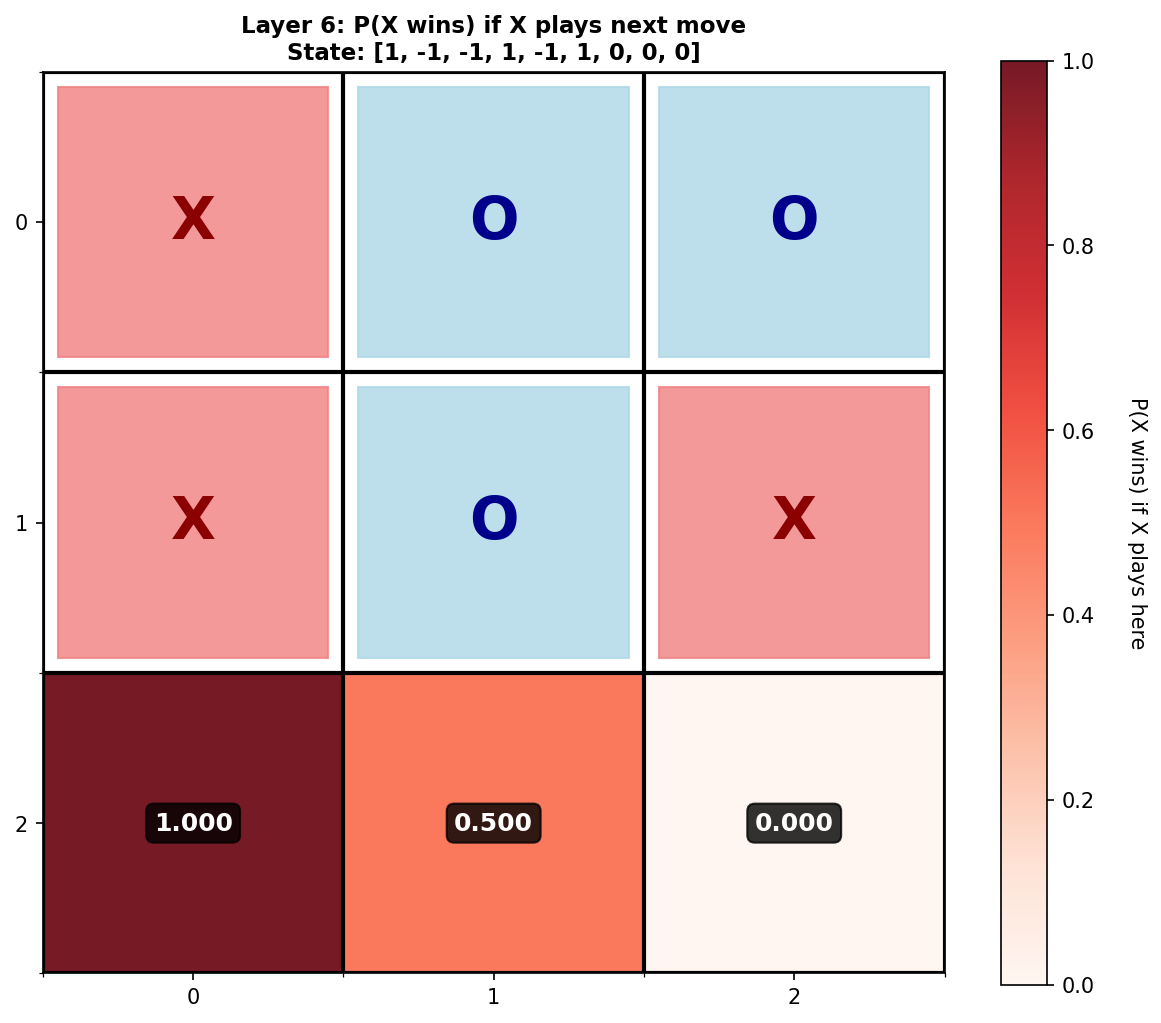 Layer 6: P(X wins) if X plays next move
State: [1, -1, -1, 1, -1, 1, 0, 0, 0]
1.0
0.8
0.6
0.4
0.2
0.0
P(X wins) if X plays here
0
X O O
1
X O X
2
1.000 0.500 0.000
0 1 2